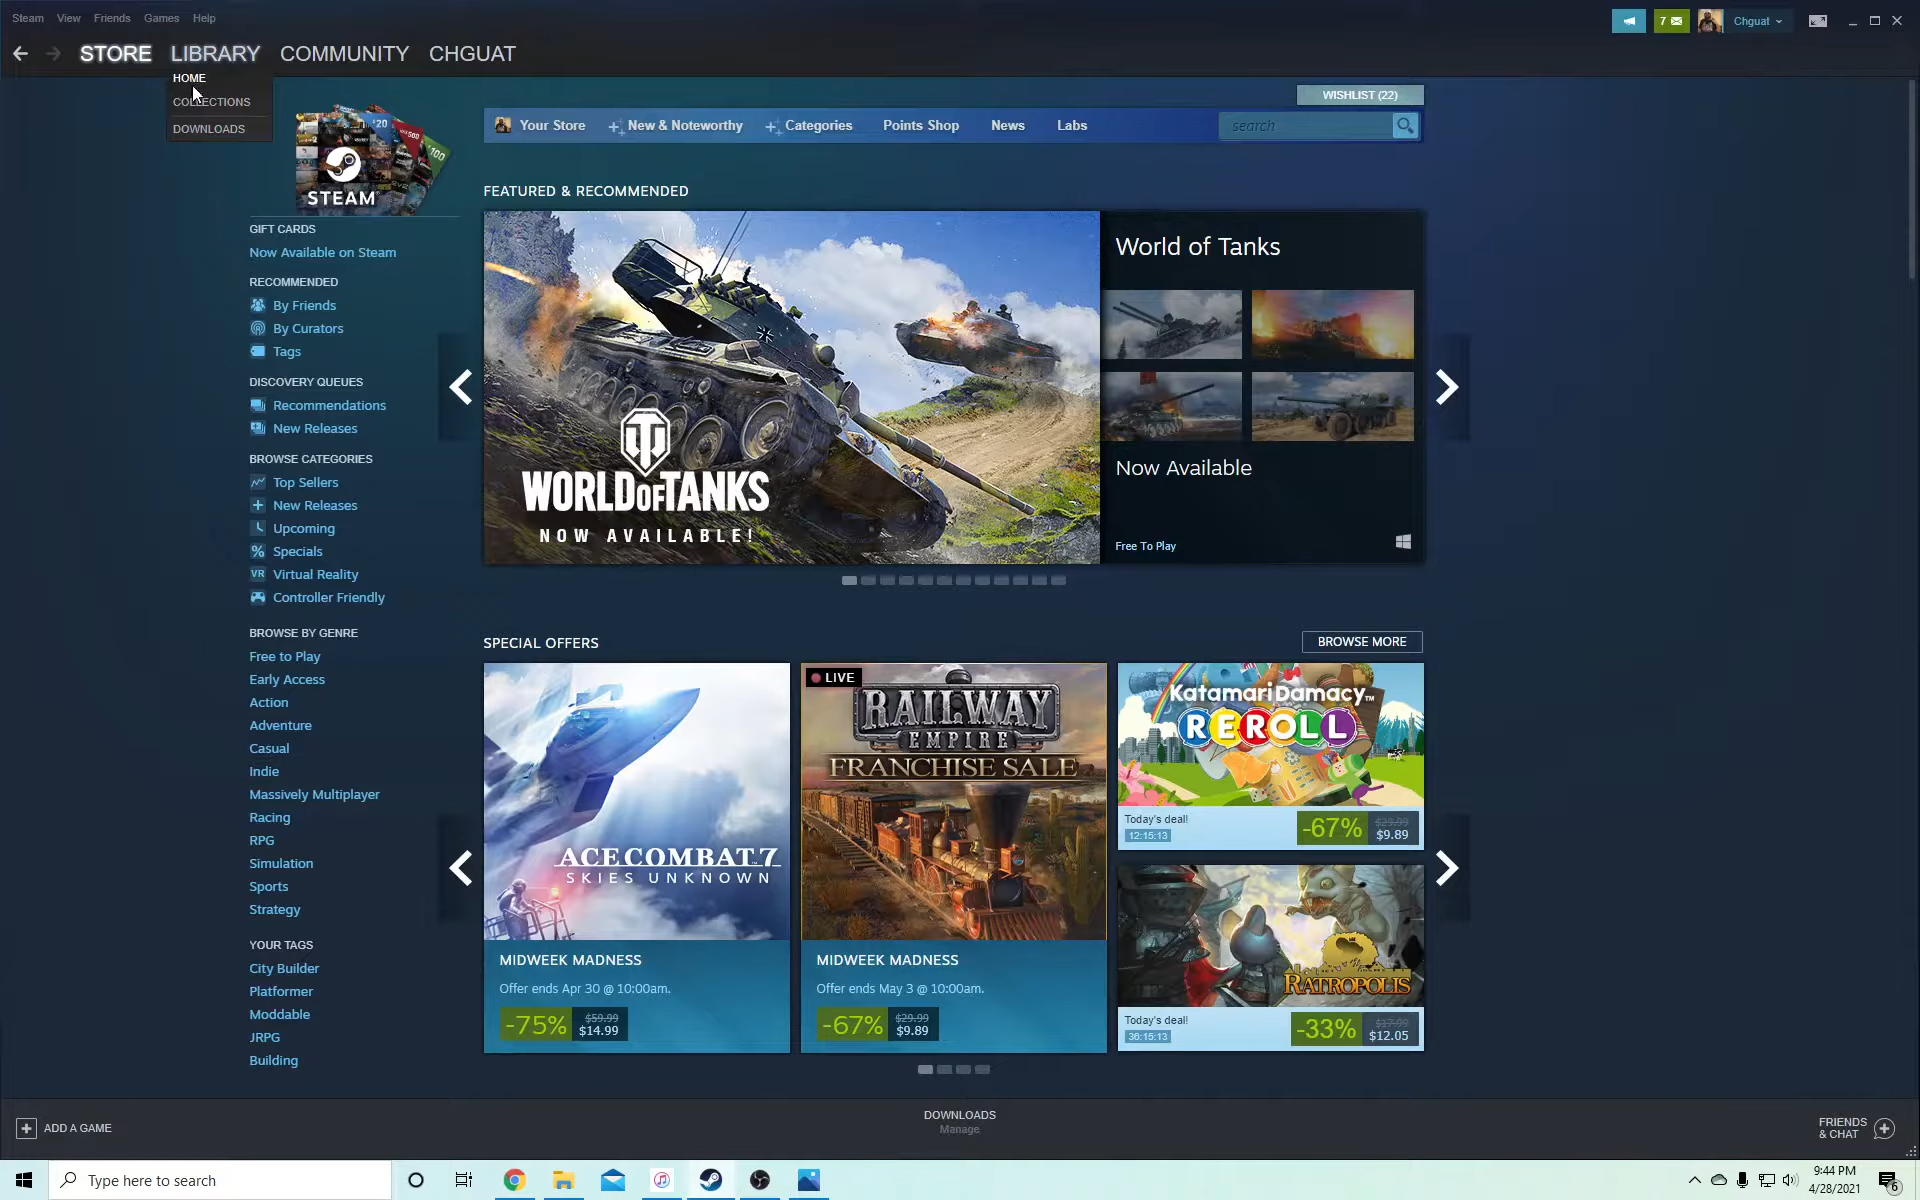 Steam View Friends Games Help
7
Chguat
STORE LIBRARY COMMUNITY CHGUAT
HOME
COLLECTIONS
DOWNLOADS
WISHLIST (22)
Your Store New & Noteworthy Categories Points Shop News Labs
search
STEAM
GIFT CARDS
Now Available on Steam
RECOMMENDED
By Friends
By Curators
Tags
DISCOVERY QUEUES
Recommendations
New Releases
BROWSE CATEGORIES
Top Sellers
New Releases
Upcoming
Specials
VR Virtual Reality
Controller Friendly
BROWSE BY GENRE
Free to Play
Early Access
Action
Adventure
Casual
Indie
Massively Multiplayer
Racing
RPG
Simulation
Sports
Strategy
YOUR TAGS
City Builder
Platformer
Moddable
JRPG
Building
FEATURED & RECOMMENDED
WORLD OF TANKS
NOW AVAILABLE!
World of Tanks
Now Available
Free To Play
SPECIAL OFFERS
BROWSE MORE
ACE COMBAT 7
SKIES UNKNOWN
MIDWEEK MADNESS
Offer ends Apr 30 @ 10:00am.
-75% $59.99
$14.99
LIVE
RAILWAY
EMPIRE
FRANCHISE SALE
MIDWEEK MADNESS
Offer ends May 3 @ 10:00am.
-67% $29.99
$9.89
Katamari Damacy™
REROLL
Today's deal!
12:15:13
-67% $29.99
$9.89
RATROPOLIS
Today's deal!
36:15:13
-33% $17.99
$12.05
ADD A GAME
DOWNLOADS
Manage
FRIENDS
& CHAT
Type here to search
9:44 PM
4/28/2021
6